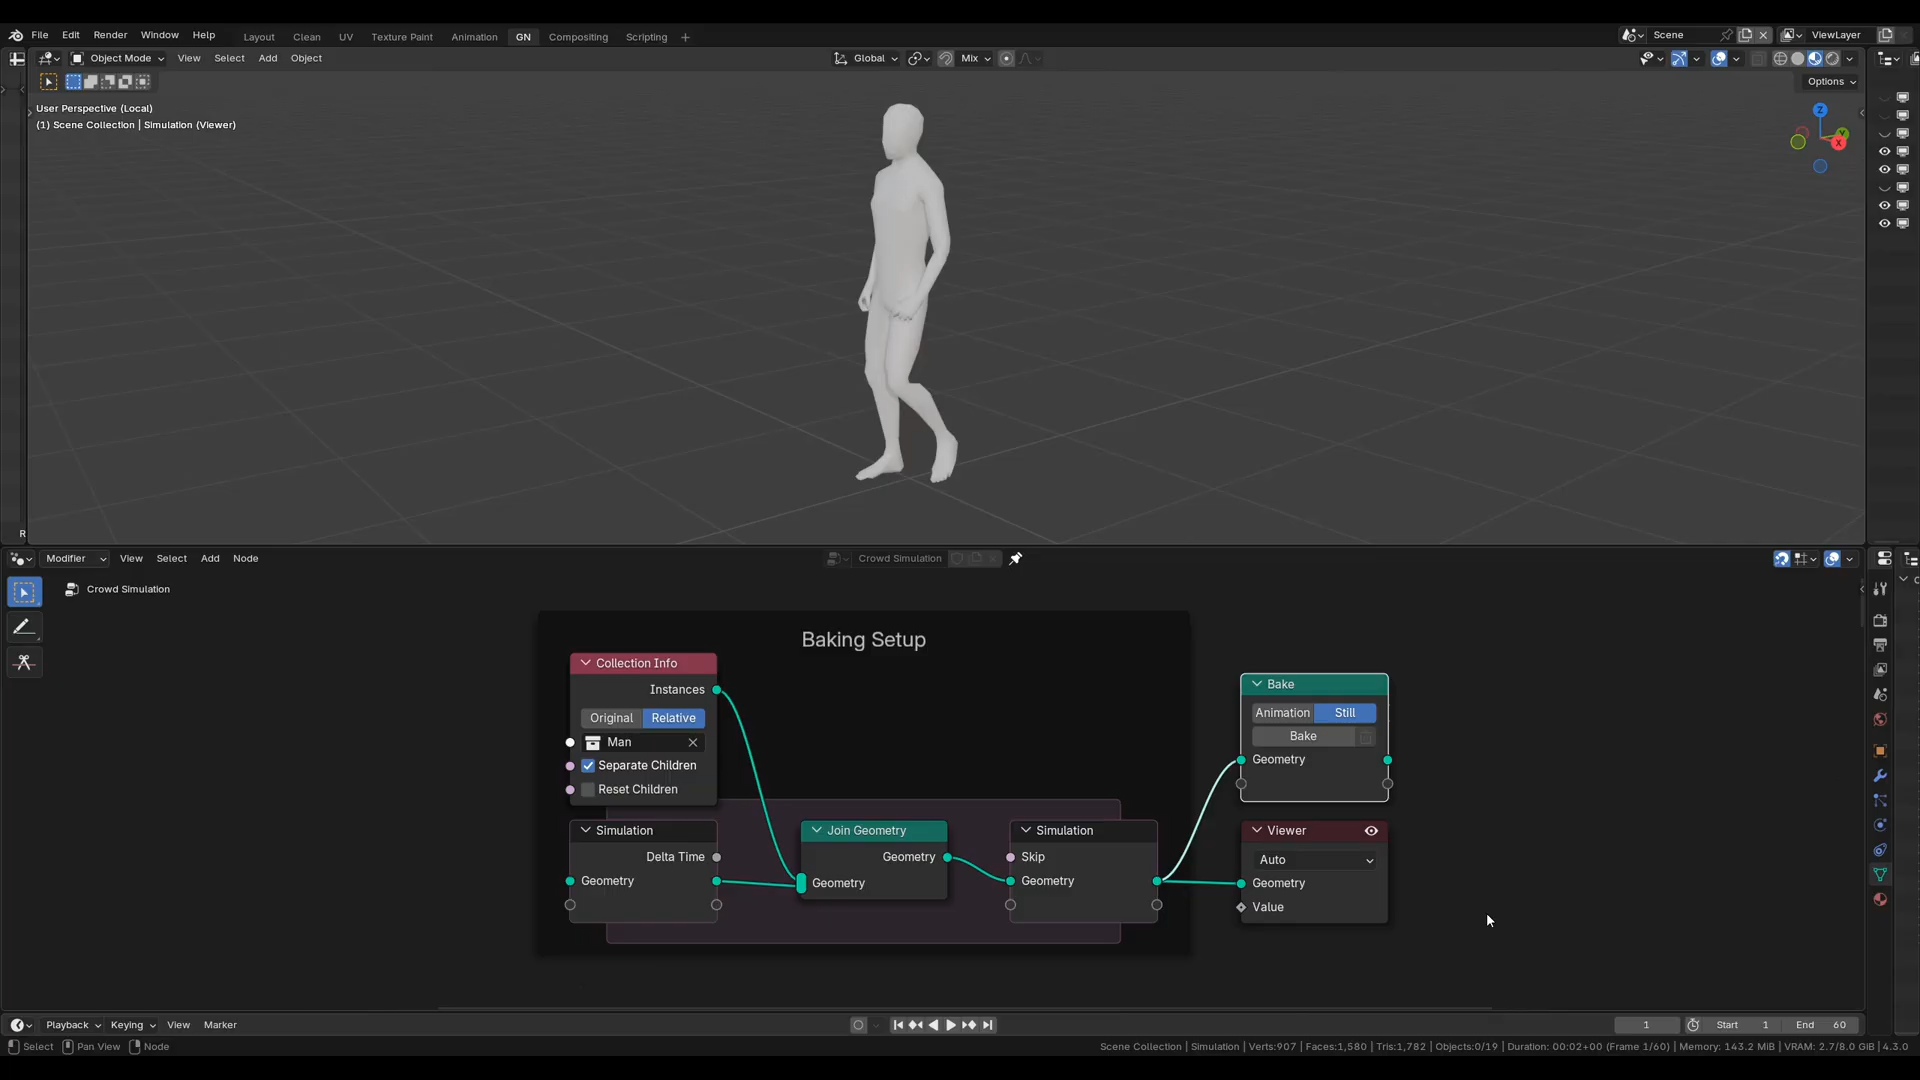 File Edit Render Window Help Layout Clean UV Texture Paint Animation GN Compositing Scripting + Scene ViewLayer
Object Mode View Select Add Object Global Mix
Options
User Perspective (Local)
(1) Scene Collection | Simulation (Viewer)
Z
Y
X
R
Modifier View Select Add Node Crowd Simulation
Crowd Simulation
Baking Setup
Collection Info
Instances
Original Relative
Man
Separate Children
Reset Children
Simulation
Delta Time
Geometry
Join Geometry
Geometry
Geometry
Simulation
Skip
Geometry
Bake
Animation Still
Bake
Geometry
Viewer
Auto
Geometry
Value
Playback Keying View Marker 1 Start 1 End 60
Select Pan View Node Scene Collection | Simulation | Verts:907 | Faces:1,580 | Tris:1,782 | Objects:0/19 | Duration: 00:02+00 (Frame 1/60) | Memory: 143.2 MiB | VRAM: 2.7/8.0 GiB | 4.3.0